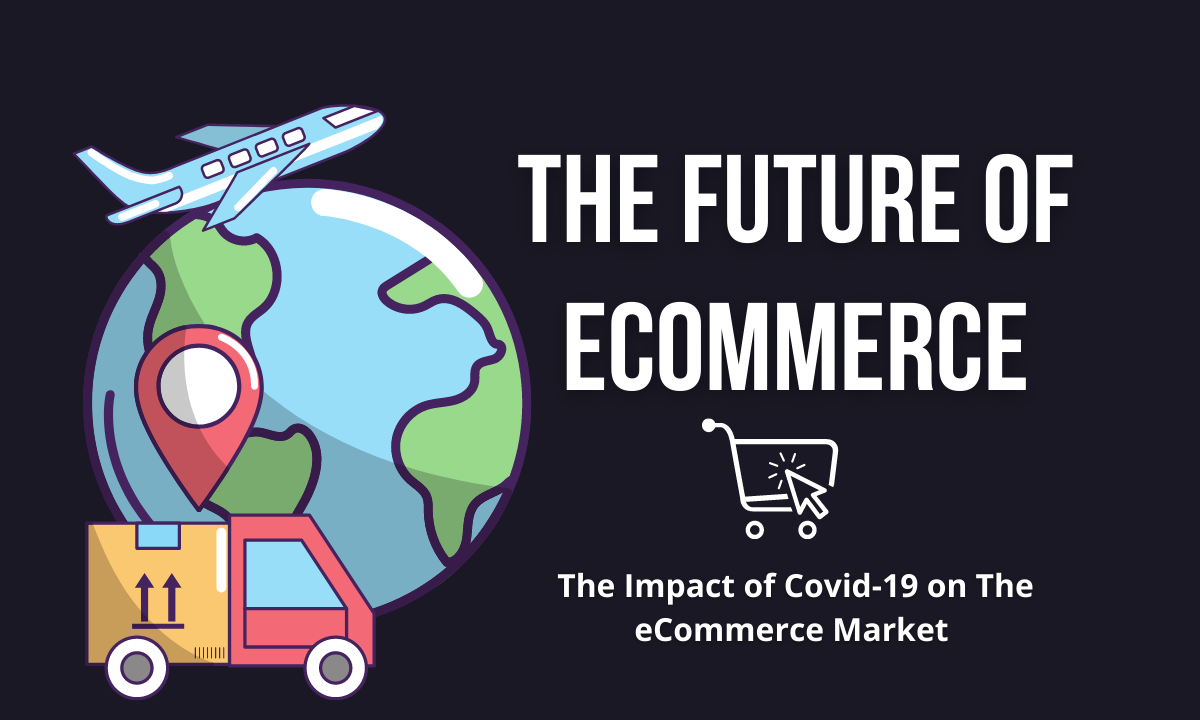 THE FUTURE OF
ECOMMERCE
The Impact of Covid-19 on The
eCommerce Market